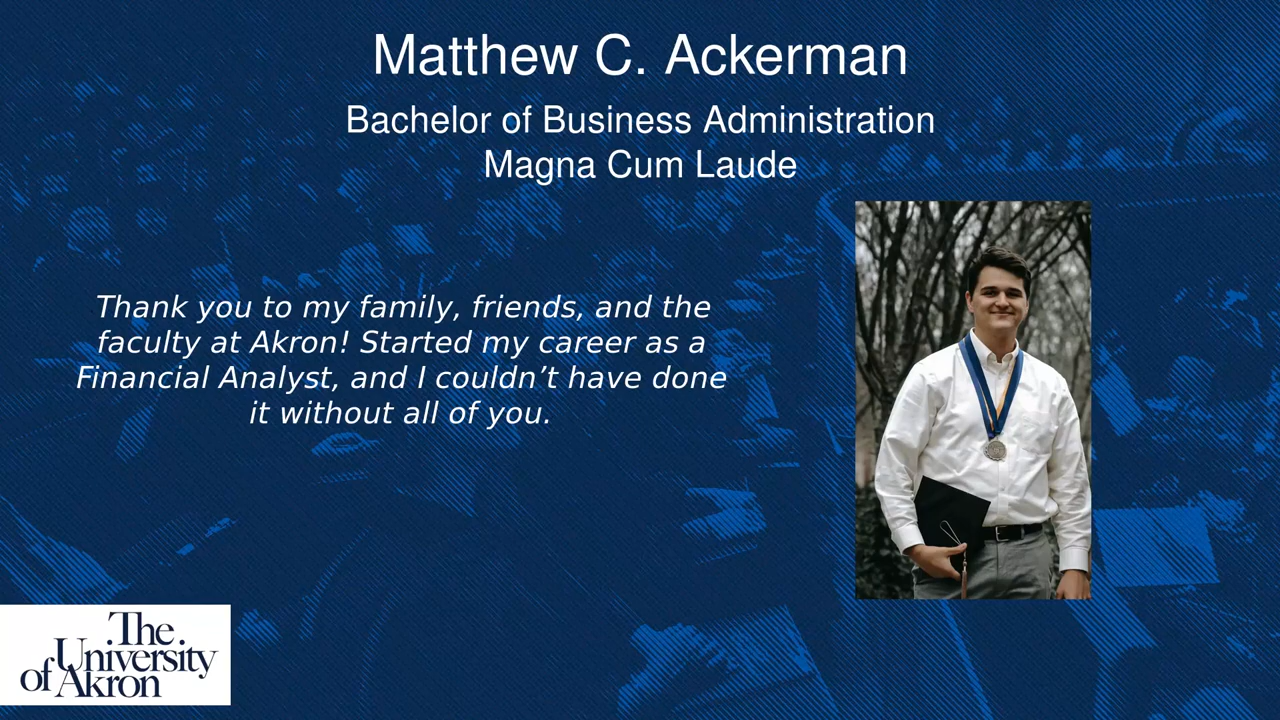 Matthew C. Ackerman
Bachelor of Business Administration
Magna Cum Laude
Thank you to my family, friends, and the
faculty at Akron! Started my career as a
Financial Analyst, and I couldn’t have done
it without all of you.
The
University
of Akron